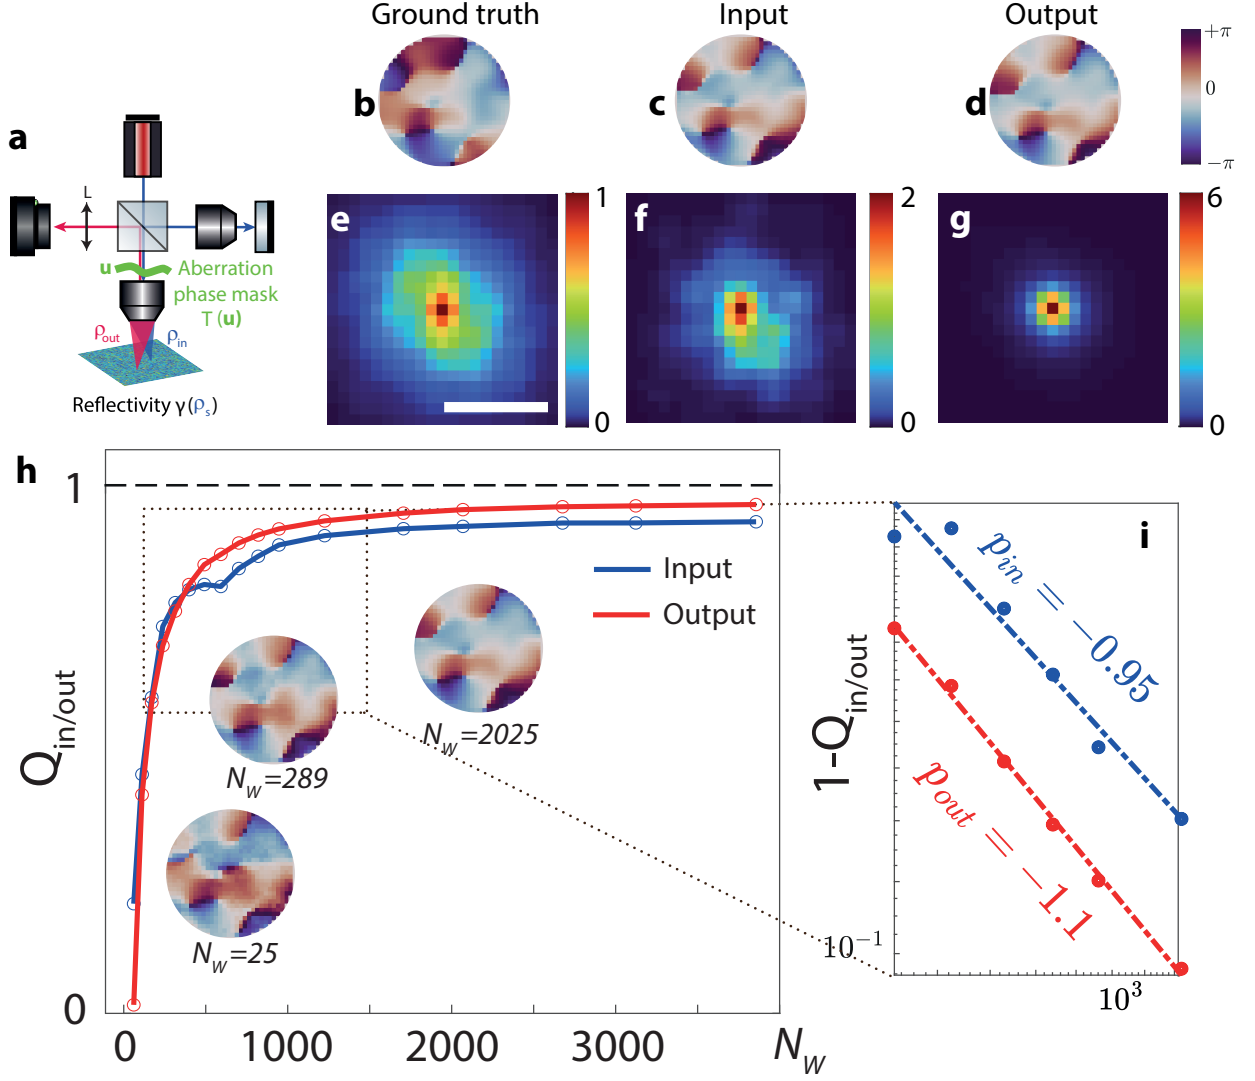 Ground truth
Input
Output
+π
0
−π
a
b
c
d
L
u
Aberration
phase mask
T (u)
ρout
ρin
Reflectivity γ(ρs)
e
1
0
f
2
0
g
6
0
h
1
Qin/out
0
Input
Output
NW=2025
NW=289
NW=25
0
1000
2000
3000
NW
i
pin = −0.95
pout = −1.1
1-Qin/out
10⁻¹
10³